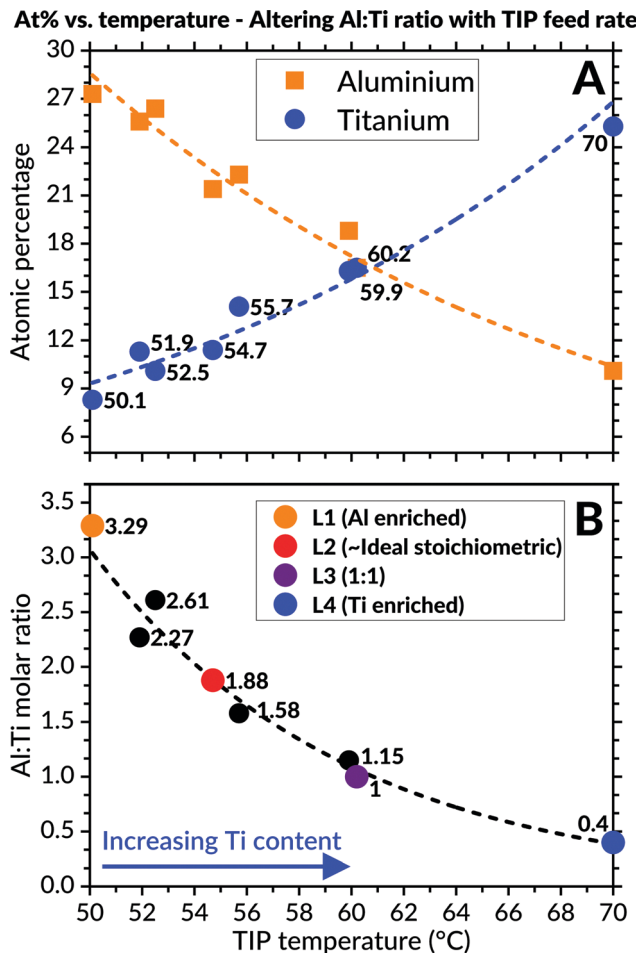 At% vs. temperature - Altering Al:Ti ratio with TIP feed rate
30
27
24
21
18
15
12
9
6
Atomic percentage
Aluminium
Titanium
A
70
60.2
59.9
55.7
51.9
54.7
52.5
50.1
3.5
3.0
2.5
2.0
1.5
1.0
0.5
0.0
Al:Ti molar ratio
L1 (Al enriched)
L2 (~Ideal stoichiometric)
L3 (1:1)
L4 (Ti enriched)
B
3.29
2.61
2.27
1.88
1.58
1.15
1
0.4
Increasing Ti content
50 52 54 56 58 60 62 64 66 68 70
TIP temperature (°C)